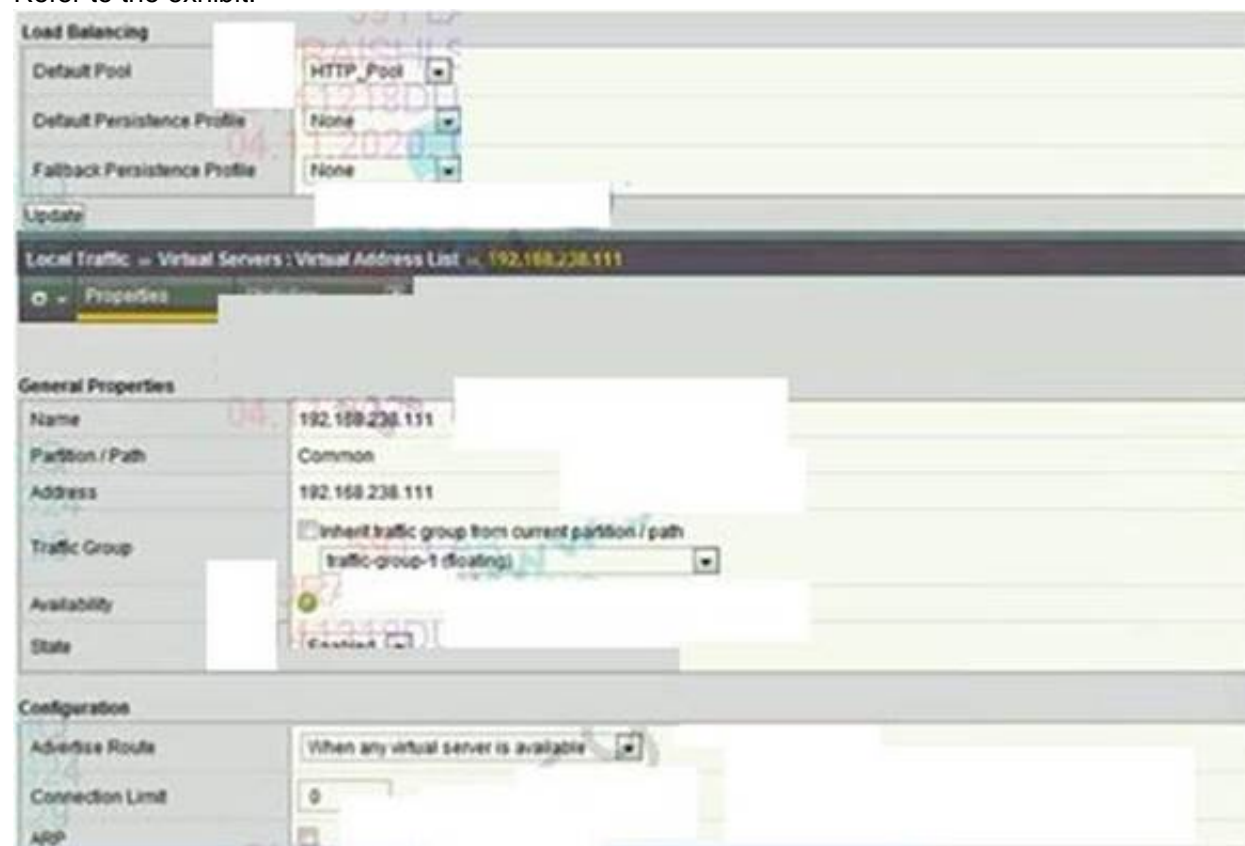 Refer to the exhibit.
Load Balancing
Default Pool HTTP_Pool
Default Persistence Profile None
Fallback Persistence Profile None
Update
Local Traffic » Virtual Servers : Virtual Address List » 192.168.238.111
Properties
General Properties
Name 192.168.238.111
Partition / Path Common
Address 192.168.238.111
Traffic Group Inherit traffic group from current partition / path
traffic-group-1 (floating)
Availability
State Enabled
Configuration
Advertise Route When any virtual server is available
Connection Limit 0
ARP